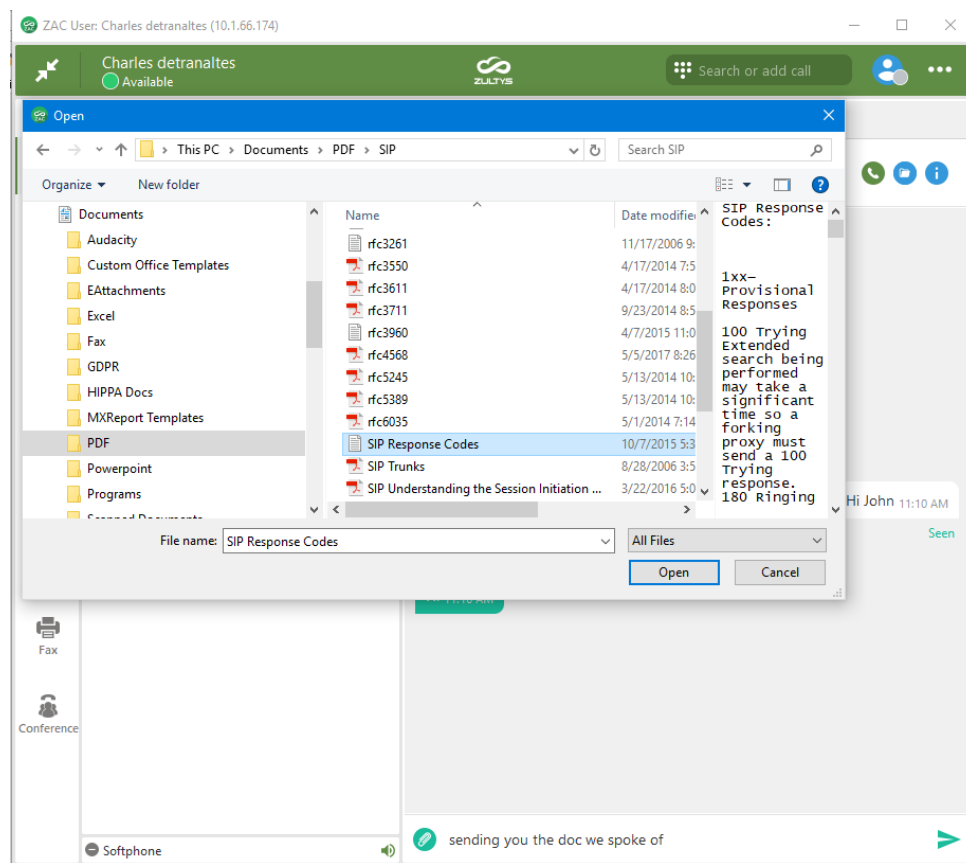 ZAC User: Charles detranaltes (10.1.66.174)
Charles detranaltes
Available
ZULTYS
Search or add call
Open
This PC > Documents > PDF > SIP
Search SIP
Organize
New folder
Documents
Audacity
Custom Office Templates
EAttachments
Excel
Fax
GDPR
HIPPA Docs
MXReport Templates
PDF
Powerpoint
Programs
Name
Date modifie
rfc3261 11/17/2006 9:
rfc3550 4/17/2014 7:5
rfc3611 4/17/2014 8:0
rfc3711 9/23/2014 8:5
rfc3960 4/7/2015 11:0
rfc4568 5/5/2017 8:26
rfc5245 5/13/2014 10:
rfc5389 5/13/2014 10:
rfc6035 5/1/2014 7:14
SIP Response Codes 10/7/2015 5:3
SIP Trunks 8/28/2006 3:5
SIP Understanding the Session Initiation ... 3/22/2016 5:0
SIP Response
Codes:
1xx—
Provisional
Responses
100 Trying
Extended
search being
performed
may take a
significant
time so a
forking
proxy must
send a 100
Trying
response.
180 Ringing
File name: SIP Response Codes
All Files
Open
Cancel
Hi John 11:10 AM
Seen
Fax
Conference
Softphone
sending you the doc we spoke of